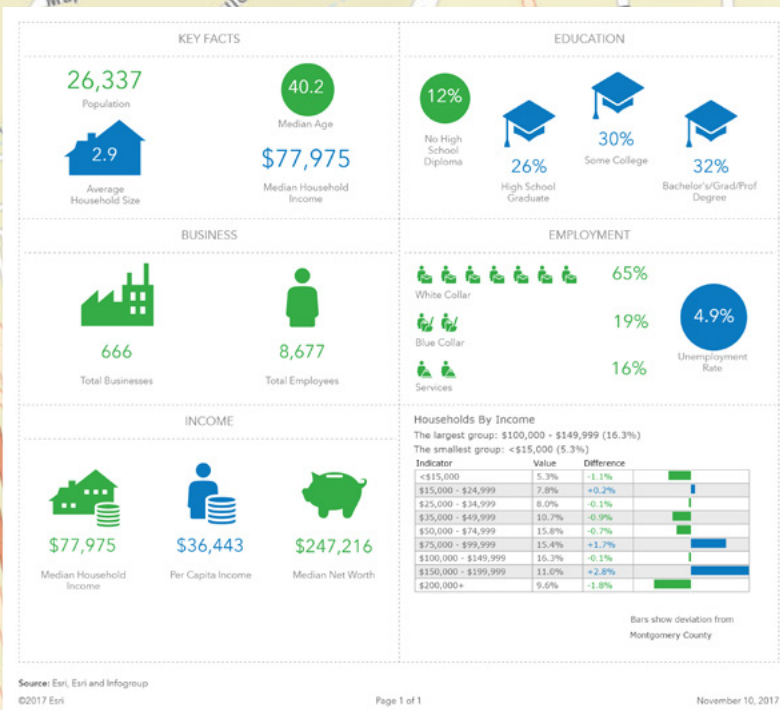 KEY FACTS
26,337
Population
40.2
Median Age
2.9
Average
Household Size
$77,975
Median Household
Income
EDUCATION
12%
No High
School
Diploma
26%
High School
Graduate
30%
Some College
32%
Bachelor's/Grad/Prof
Degree
BUSINESS
666
Total Businesses
8,677
Total Employees
EMPLOYMENT
65%
White Collar
19%
Blue Collar
16%
Services
4.9%
Unemployment
Rate
INCOME
$77,975
Median Household
Income
$36,443
Per Capita Income
$247,216
Median Net Worth
Households By Income
The largest group: $100,000 - $149,999 (16.3%)
The smallest group: <$15,000 (5.3%)
Indicator Value Difference
<$15,000 5.3% -1.1%
$15,000 - $24,999 7.8% +0.2%
$25,000 - $34,999 8.0% -0.1%
$35,000 - $49,999 10.7% -0.9%
$50,000 - $74,999 15.8% -0.7%
$75,000 - $99,999 15.4% +1.7%
$100,000 - $149,999 16.3% -0.1%
$150,000 - $199,999 11.0% +2.8%
$200,000+ 9.6% -1.8%
Bars show deviation from
Montgomery County
Source: Esri, Esri and Infogroup
©2017 Esri Page 1 of 1 November 10, 2017